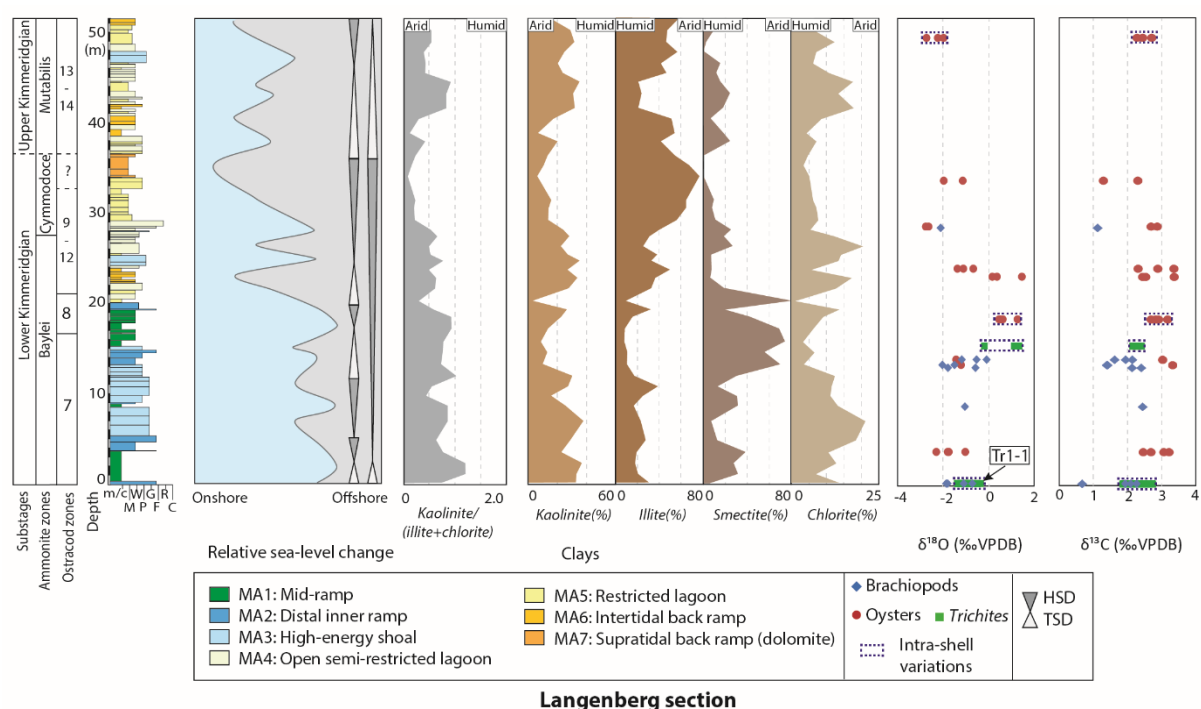 Upper Kimmeridgian
Lower Kimmeridgian
Mutabilis
Cymmodoce
Baylei
13
-
14
?
9
-
12
8
7
50
(m)
40
30
20
10
0
m/c W G R
M P F C
Substages
Ammonite zones
Ostracod zones
Depth
Onshore Offshore
Relative sea-level change
Arid Humid
0 1.0 2.0
Kaolinite/
(illite+chlorite)
Arid Humid
Humid Arid
Humid Arid
Arid Humid
0 60 0 80 0 80 0 25
Kaolinite(%) Illite(%) Smectite(%) Chlorite(%)
Clays
Tr1-1
-4 -2 0 2
δ¹⁸O (‰VPDB)
0 1 2 3 4
δ¹³C (‰VPDB)
MA1: Mid-ramp
MA2: Distal inner ramp
MA3: High-energy shoal
MA4: Open semi-restricted lagoon
MA5: Restricted lagoon
MA6: Intertidal back ramp
MA7: Supratidal back ramp (dolomite)
Brachiopods
Oysters Trichites
Intra-shell
variations
HSD
TSD
Langenberg section